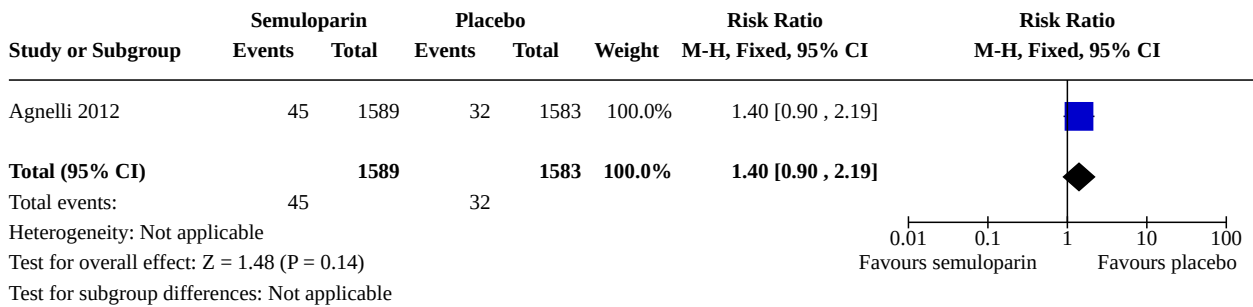 Semuloparin Placebo Risk Ratio Risk Ratio
Study or Subgroup Events Total Events Total Weight M-H, Fixed, 95% CI M-H, Fixed, 95% CI
Agnelli 2012 45 1589 32 1583 100.0% 1.40 [0.90 , 2.19]
Total (95% CI) 1589 1583 100.0% 1.40 [0.90 , 2.19]
Total events: 45 32
Heterogeneity: Not applicable
0.01 0.1 1 10 100
Test for overall effect: Z = 1.48 (P = 0.14)
Favours semuloparin Favours placebo
Test for subgroup differences: Not applicable